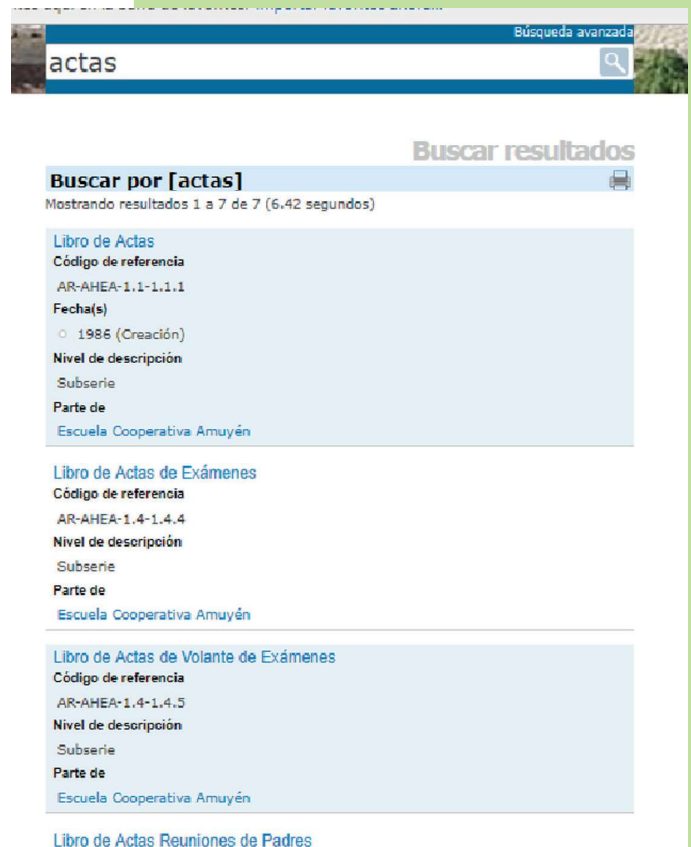 Búsqueda avanzada
actas
Buscar resultados
Buscar por [actas]
Mostrando resultados 1 a 7 de 7 (6.42 segundos)
Libro de Actas
Código de referencia
AR-AHEA-1.1-1.1.1
Fecha(s)
1986 (Creación)
Nivel de descripción
Subserie
Parte de
Escuela Cooperativa Amuyén
Libro de Actas de Exámenes
Código de referencia
AR-AHEA-1.4-1.4.4
Nivel de descripción
Subserie
Parte de
Escuela Cooperativa Amuyén
Libro de Actas de Volante de Exámenes
Código de referencia
AR-AHEA-1.4-1.4.5
Nivel de descripción
Subserie
Parte de
Escuela Cooperativa Amuyén
Libro de Actas Reuniones de Padres